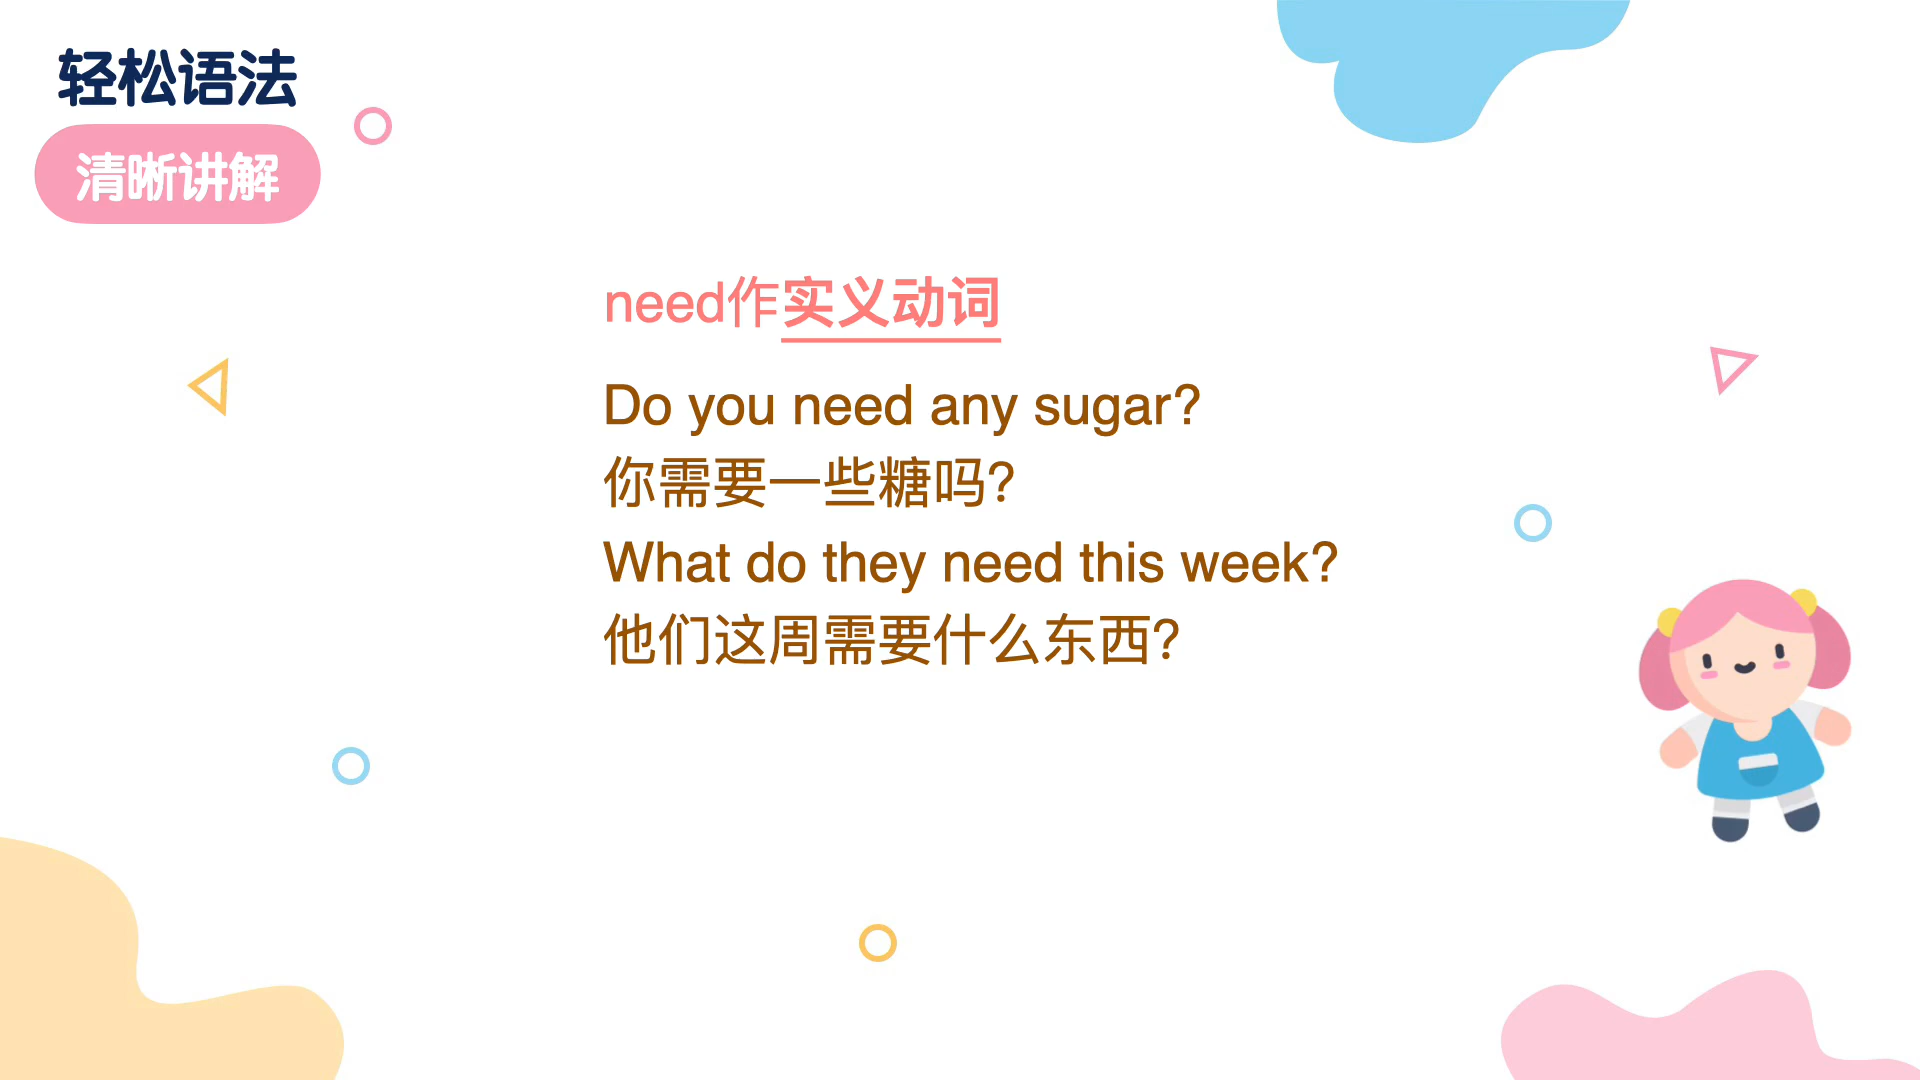 轻松语法
清晰讲解
need作实义动词
Do you need any sugar?
你需要一些糖吗?
What do they need this week?
他们这周需要什么东西?